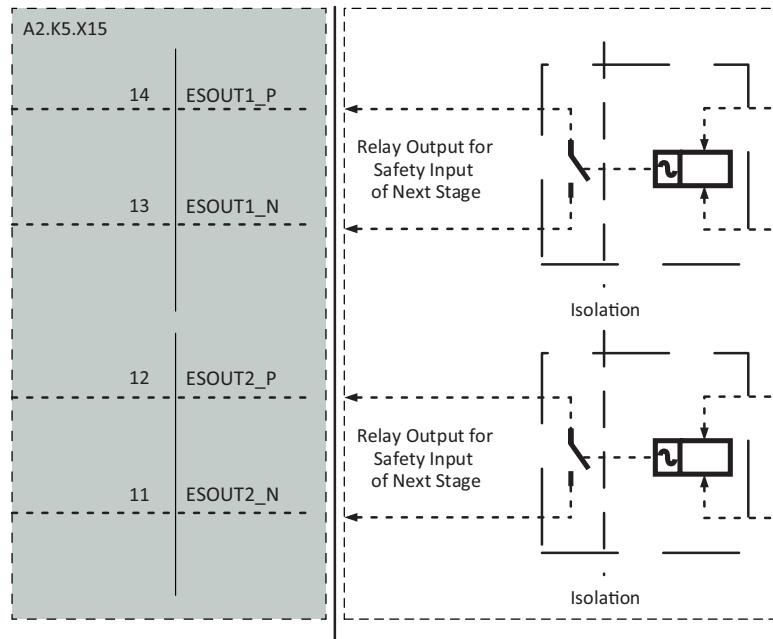 A2.K5.X15
14 ESOUT1_P
13 ESOUT1_N
12 ESOUT2_P
11 ESOUT2_N
Relay Output for
Safety Input
of Next Stage
Isolation
Relay Output for
Safety Input
of Next Stage
Isolation